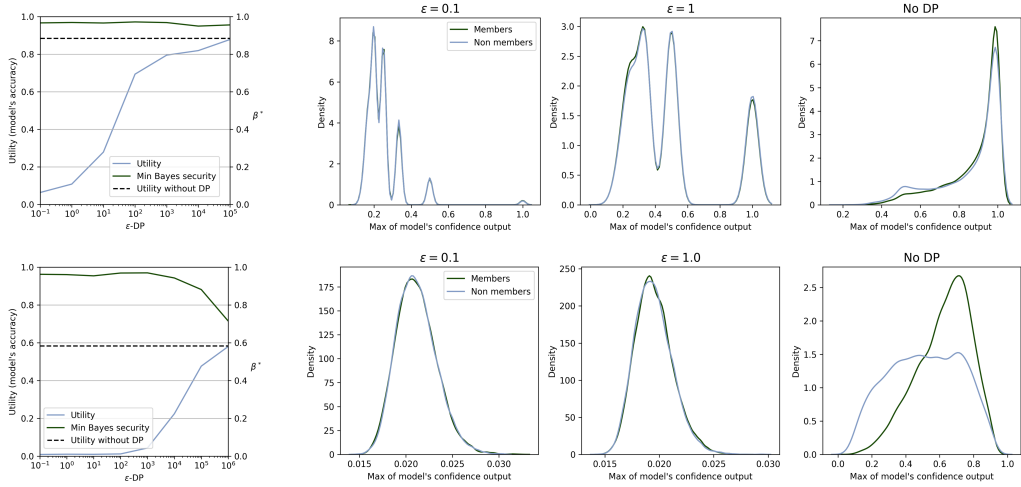 ε = 0.1
ε = 1
No DP
1.0
0.8
0.6
0.4
0.2
0.0
1.0
0.8
0.6
0.4
0.2
0.0
Utility (model's accuracy)
β*
Utility
Min Bayes security
Utility without DP
10⁻¹ 10⁰ 10¹ 10² 10³ 10⁴ 10⁵
ε-DP
8
6
4
2
0
Density
Members
Non members
0.2 0.4 0.6 0.8 1.0
Max of model's confidence output
3.0
2.5
2.0
1.5
1.0
0.5
0.0
Density
0.0 0.2 0.4 0.6 0.8 1.0
Max of model's confidence output
7
6
5
4
3
2
1
0
Density
0.2 0.4 0.6 0.8 1.0
Max of model's confidence output
ε = 0.1
ε = 1.0
No DP
1.0
0.8
0.6
0.4
0.2
0.0
1.0
0.8
0.6
0.4
0.2
0.0
Utility (model's accuracy)
β*
Utility
Min Bayes security
Utility without DP
10⁻¹ 10⁰ 10¹ 10² 10³ 10⁴ 10⁵ 10⁶
ε-DP
175
150
125
100
75
50
25
0
Density
Members
Non members
0.015 0.020 0.025 0.030
Max of model's confidence output
250
200
150
100
50
0
Density
0.015 0.020 0.025 0.030
Max of model's confidence output
2.5
2.0
1.5
1.0
0.5
0.0
Density
0.0 0.2 0.4 0.6 0.8 1.0
Max of model's confidence output